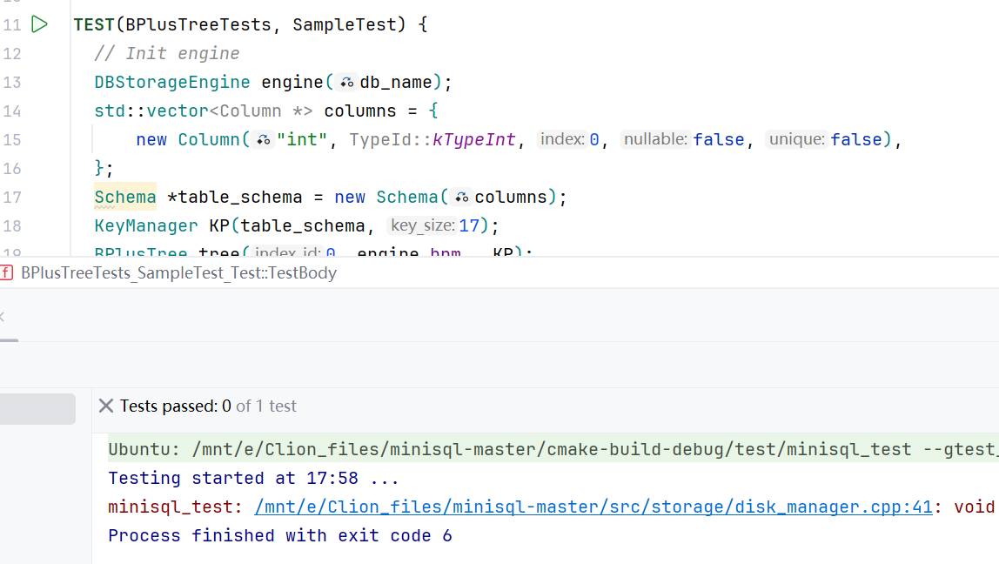 11 TEST(BPlusTreeTests, SampleTest) {
12 // Init engine
13 DBStorageEngine engine(db_name);
14 std::vector<Column *> columns = {
15 new Column("int", TypeId::kTypeInt, index: 0, nullable: false, unique: false),
16 };
17 Schema *table_schema = new Schema(columns);
18 KeyManager KP(table_schema, key_size: 17);
19 BPlusTree tree(index_id: 0, engine.bpm_, KP);
f BPlusTreeTests_SampleTest_Test::TestBody
Tests passed: 0 of 1 test
Ubuntu: /mnt/e/Clion_files/minisql-master/cmake-build-debug/test/minisql_test --gtest_
Testing started at 17:58 ...
minisql_test: /mnt/e/Clion_files/minisql-master/src/storage/disk_manager.cpp:41: void
Process finished with exit code 6